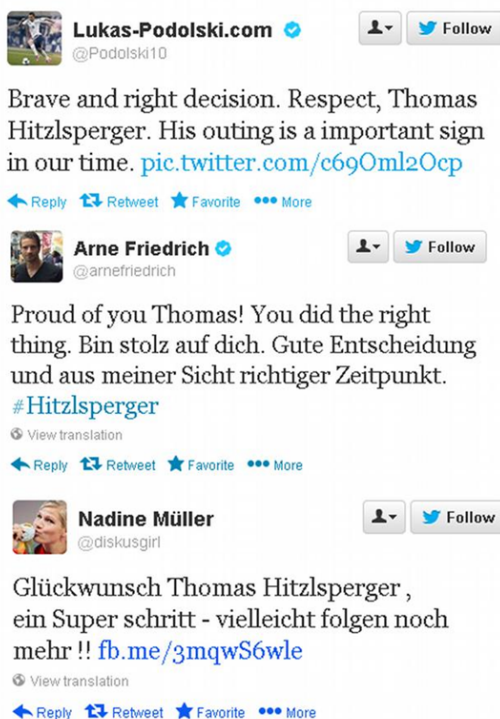 Lukas-Podolski.com
Follow
@Podolski10
Brave and right decision. Respect, Thomas
Hitzlsperger. His outing is a important sign
in our time. pic.twitter.com/c69Oml2Ocp
Reply Retweet Favorite More
Arne Friedrich
Follow
@arnefriedrich
Proud of you Thomas! You did the right
thing. Bin stolz auf dich. Gute Entscheidung
und aus meiner Sicht richtiger Zeitpunkt.
#Hitzlsperger
View translation
Reply Retweet Favorite More
Nadine Müller
Follow
@diskusgirl
Glückwunsch Thomas Hitzlsperger ,
ein Super schritt - vielleicht folgen noch
mehr !! fb.me/3mqwS6wle
View translation
Reply Retweet Favorite More